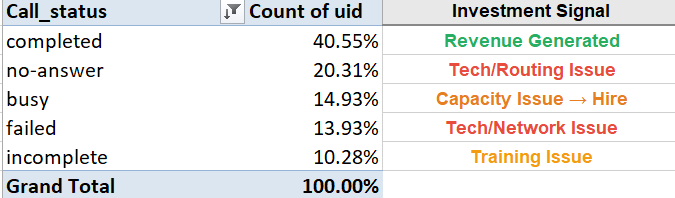 Call_status Count of uid Investment Signal
completed 40.55% Revenue Generated
no-answer 20.31% Tech/Routing Issue
busy 14.93% Capacity Issue → Hire
failed 13.93% Tech/Network Issue
incomplete 10.28% Training Issue
Grand Total 100.00%